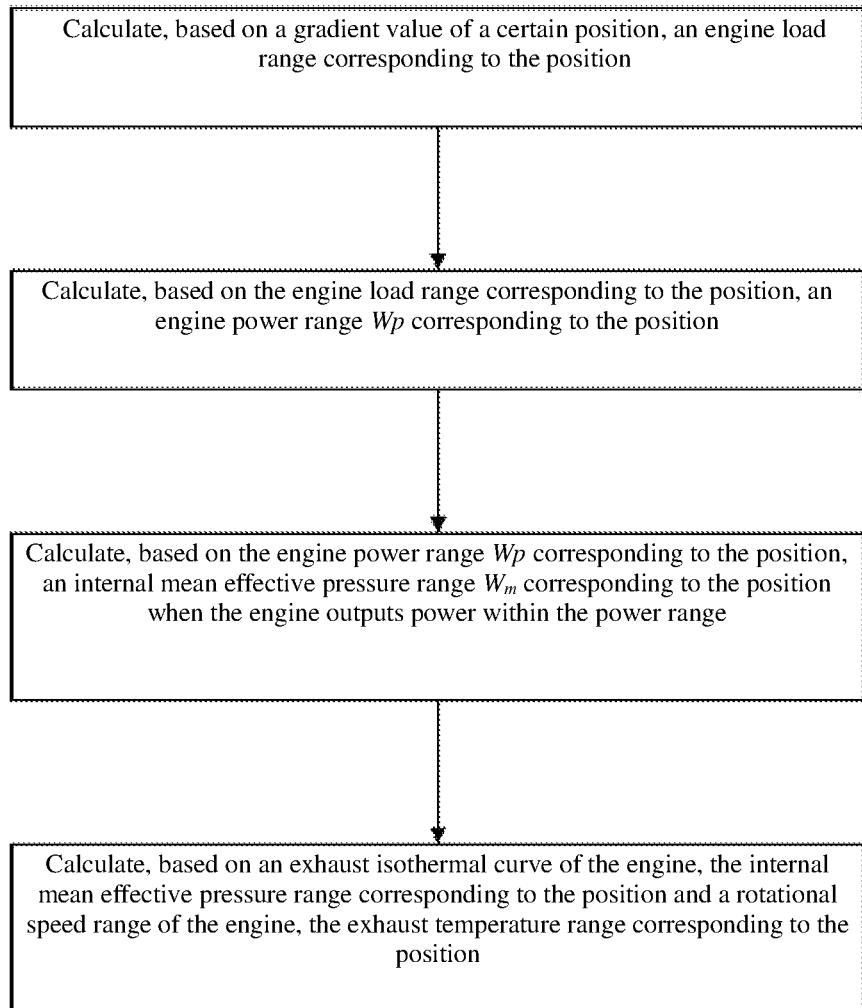 Calculate, based on a gradient value of a certain position, an engine load
range corresponding to the position
Calculate, based on the engine load range corresponding to the position, an
engine power range Wp corresponding to the position
Calculate, based on the engine power range Wp corresponding to the position,
an internal mean effective pressure range Wm corresponding to the position
when the engine outputs power within the power range
Calculate, based on an exhaust isothermal curve of the engine, the internal
mean effective pressure range corresponding to the position and a rotational
speed range of the engine, the exhaust temperature range corresponding to the
position